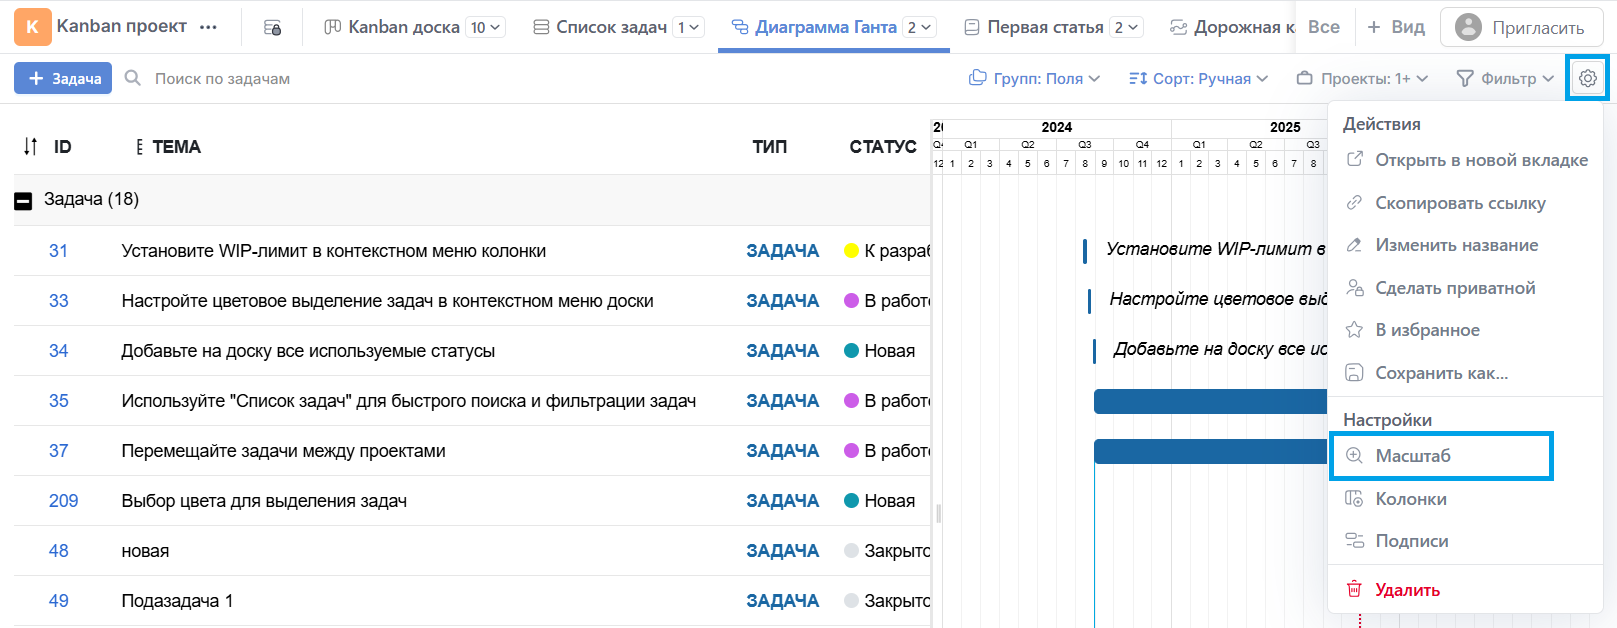 K Kanban проект ··· Kanban доска 10 Список задач 1 Диаграмма Ганта 2 Первая статья 2 Дорожная к Все + Вид Пригласить
+ Задача Поиск по задачам Групп: Поля Сорт: Ручная Проекты: 1+ Фильтр
ID ТЕМА ТИП СТАТУС
2024 2025
Q1 Q2 Q3 Q4 Q1 Q2 Q3
12 1 2 3 4 5 6 7 8 9 10 11 12 1 2 3 4 5 6 7 8
Задача (18)
31 Установите WIP-лимит в контекстном меню колонки ЗАДАЧА К разраб Установите WIP-лимит в
33 Настройте цветовое выделение задач в контекстном меню доски ЗАДАЧА В работе Настройте цветовое выд
34 Добавьте на доску все используемые статусы ЗАДАЧА Новая Добавьте на доску все ис
35 Используйте "Список задач" для быстрого поиска и фильтрации задач ЗАДАЧА В работе
37 Перемещайте задачи между проектами ЗАДАЧА В работе
209 Выбор цвета для выделения задач ЗАДАЧА Новая
48 новая ЗАДАЧА Закрыто
49 Подазадача 1 ЗАДАЧА Закрыто
Действия
Открыть в новой вкладке
Скопировать ссылку
Изменить название
Сделать приватной
В избранное
Сохранить как...
Настройки
Масштаб
Колонки
Подписи
Удалить